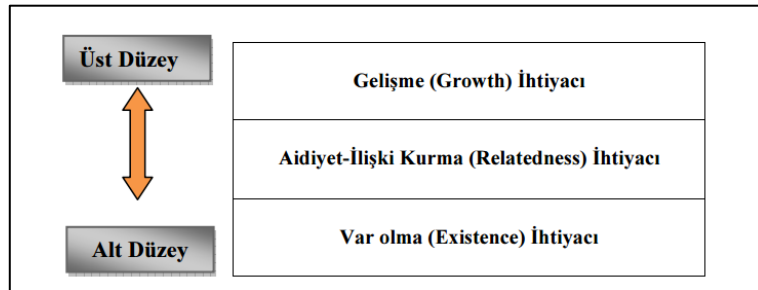 Üst Düzey
Gelişme (Growth) İhtiyacı
Aidiyet-İlişki Kurma (Relatedness) İhtiyacı
Alt Düzey
Var olma (Existence) İhtiyacı